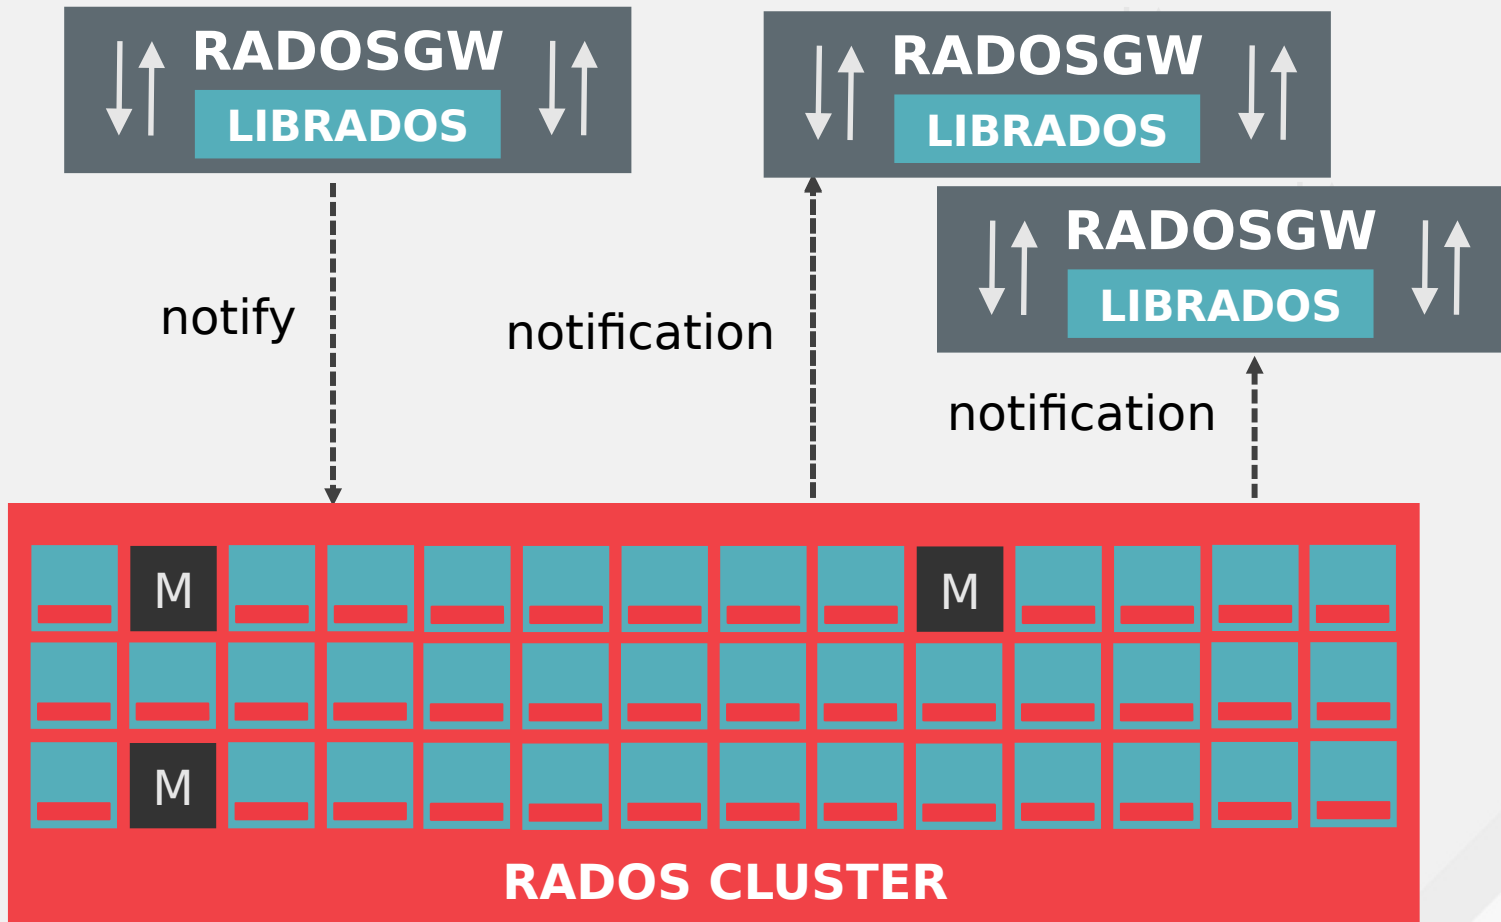 RADOSGW
LIBRADOS
RADOSGW
LIBRADOS
RADOSGW
LIBRADOS
notify
notification
notification
M
M
M
RADOS CLUSTER